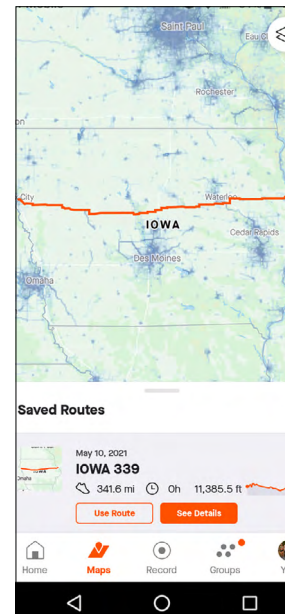 Saint Paul
Eau C
Rochester
on
City
Waterloo
IOWA
Cedar Rapids
Des Moines
Omaha
Saved Routes
May 10, 2021
IOWA 339
341.6 mi 0h 11,385.5 ft
Use Route See Details
Home Maps Record Groups Y